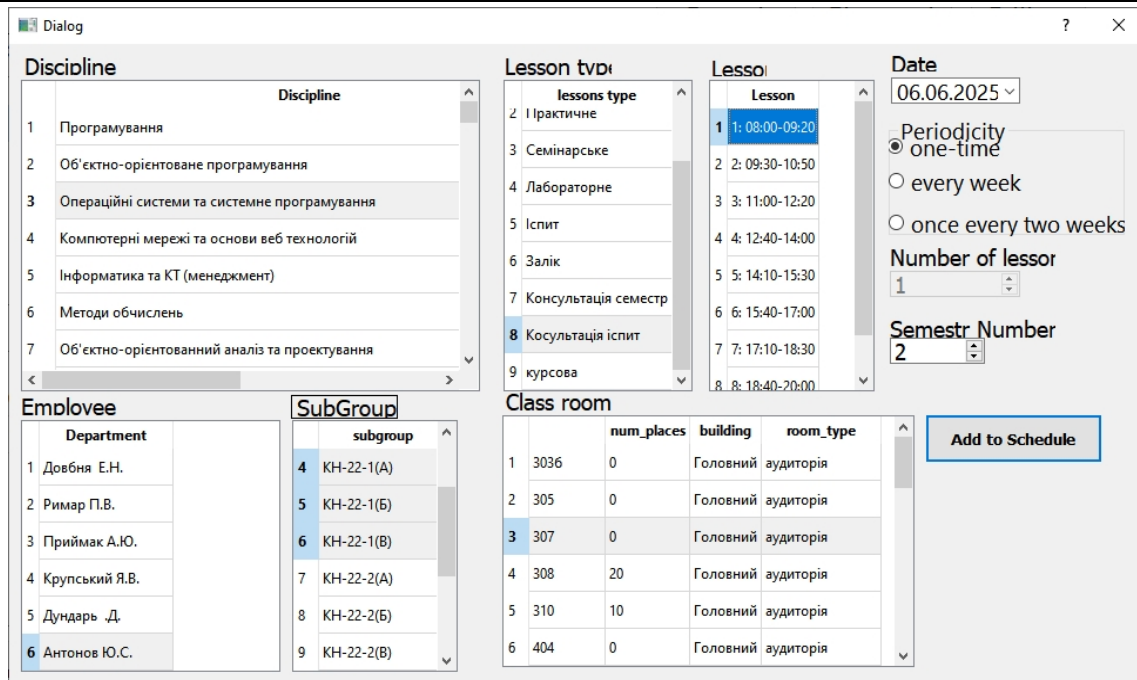 Dialog
?
Discipline
Discipline
1 Програмування
2 Об'єктно-орієнтоване програмування
3 Операційні системи та системне програмування
4 Компютерні мережі та основи веб технологій
5 Інформатика та КТ (менеджмент)
6 Методи обчислень
7 Об'єктно-орієнтованний аналіз та проектування
Lesson type
lessons type
2 Практичне
3 Семінарське
4 Лабораторне
5 Іспит
6 Залік
7 Консультація семестр
8 Косультація іспит
9 курсова
Lesson
Lesson
1 1: 08:00-09:20
2 2: 09:30-10:50
3 3: 11:00-12:20
4 4: 12:40-14:00
5 5: 14:10-15:30
6 6: 15:40-17:00
7 7: 17:10-18:30
8 8: 18:40-20:00
Date
06.06.2025
Periodicity
one-time
every week
once every two weeks
Number of lessor
1
Semestr Number
2
Employee
Department
1 Довбня Е.Н.
2 Римар П.В.
3 Приймак А.Ю.
4 Крупський Я.В.
5 Дундарь .Д.
6 Антонов Ю.С.
SubGroup
subgroup
4 КН-22-1(А)
5 КН-22-1(Б)
6 КН-22-1(В)
7 КН-22-2(А)
8 КН-22-2(Б)
9 КН-22-2(В)
Class room
num_places building room_type
1 3036 0 Головний аудиторія
2 305 0 Головний аудиторія
3 307 0 Головний аудиторія
4 308 20 Головний аудиторія
5 310 10 Головний аудиторія
6 404 0 Головний аудиторія
Add to Schedule